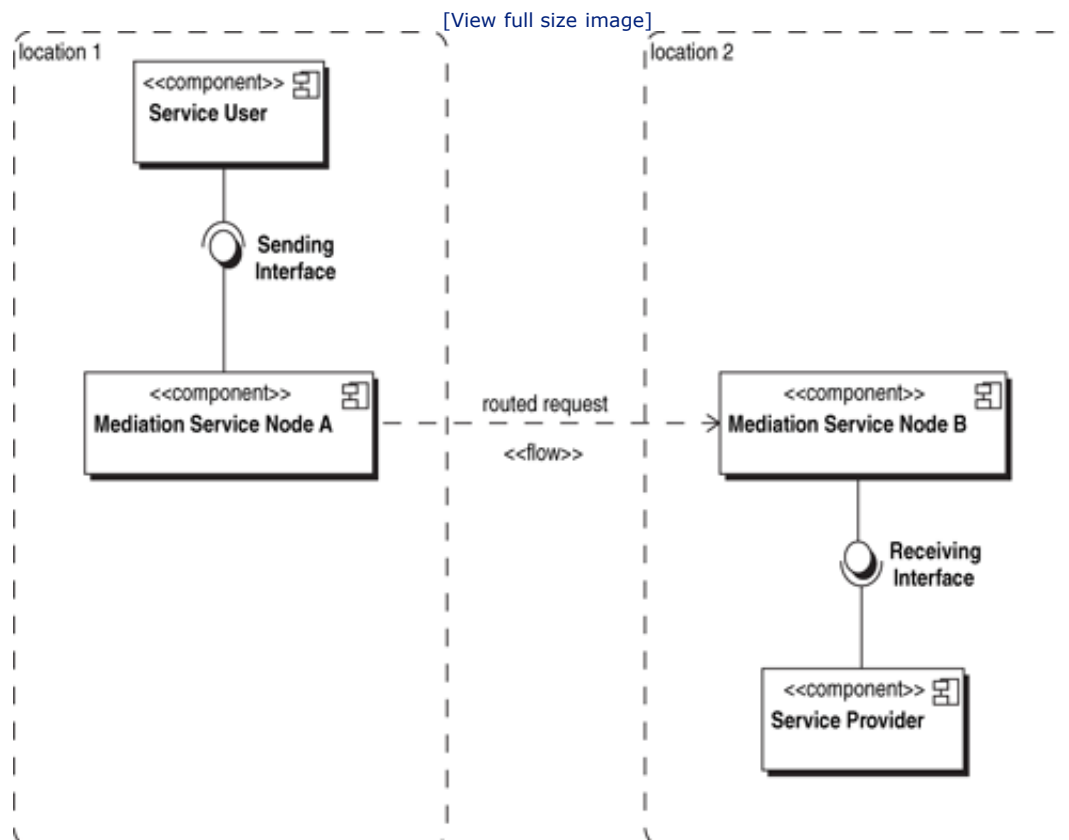 [View full size image]
location 1
location 2
<<component>>
Service User
Sending
Interface
<<component>>
Mediation Service Node A
routed request
<<flow>>
<<component>>
Mediation Service Node B
Receiving
Interface
<<component>>
Service Provider